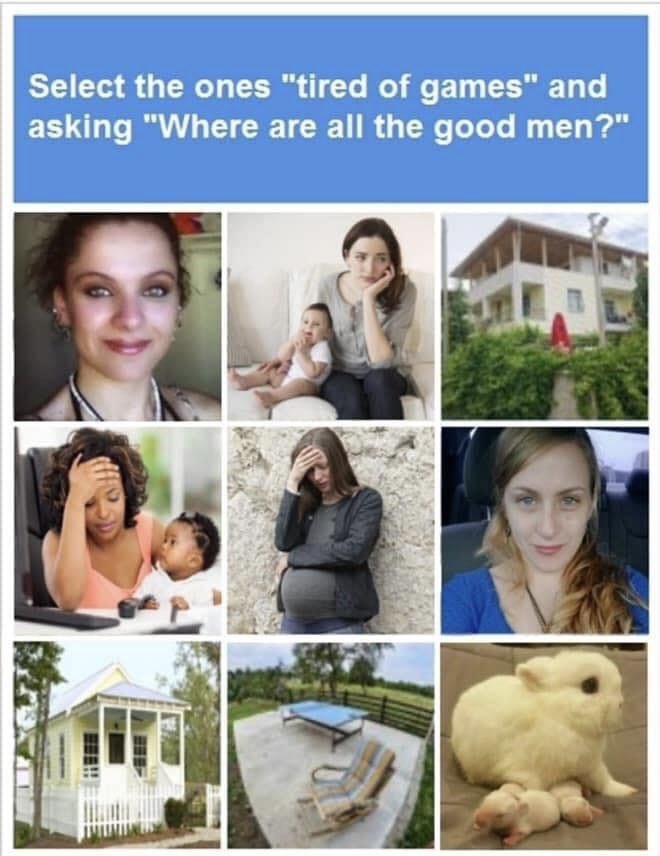 Select the ones "tired of games" and
asking "Where are all the good men?"